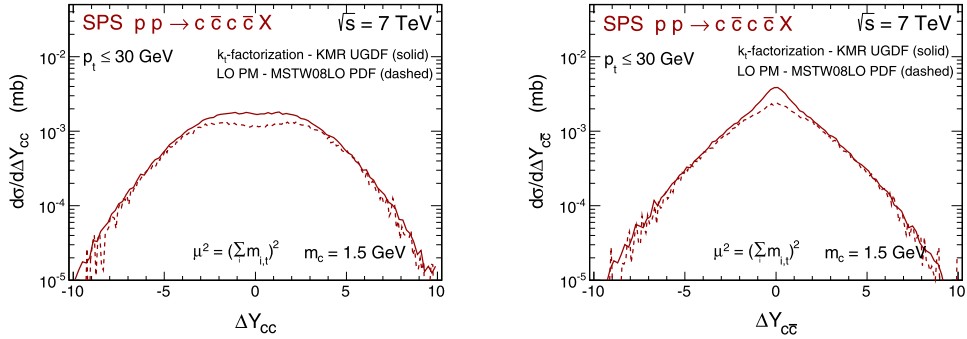 SPS p p → c c̅ c c̅ X √s = 7 TeV
p_t ≤ 30 GeV
k_t-factorization - KMR UGDF (solid)
LO PM - MSTW08LO PDF (dashed)
dσ/dΔY_cc (mb)
10^-2
10^-3
10^-4
10^-5
μ² = (∑m_i,t)² m_c = 1.5 GeV
-10 -5 0 5 10
ΔY_cc
SPS p p → c c̅ c c̅ X √s = 7 TeV
p_t ≤ 30 GeV
k_t-factorization - KMR UGDF (solid)
LO PM - MSTW08LO PDF (dashed)
dσ/dΔY_cc̅ (mb)
10^-2
10^-3
10^-4
10^-5
μ² = (∑m_i,t)² m_c = 1.5 GeV
-10 -5 0 5 10
ΔY_cc̅